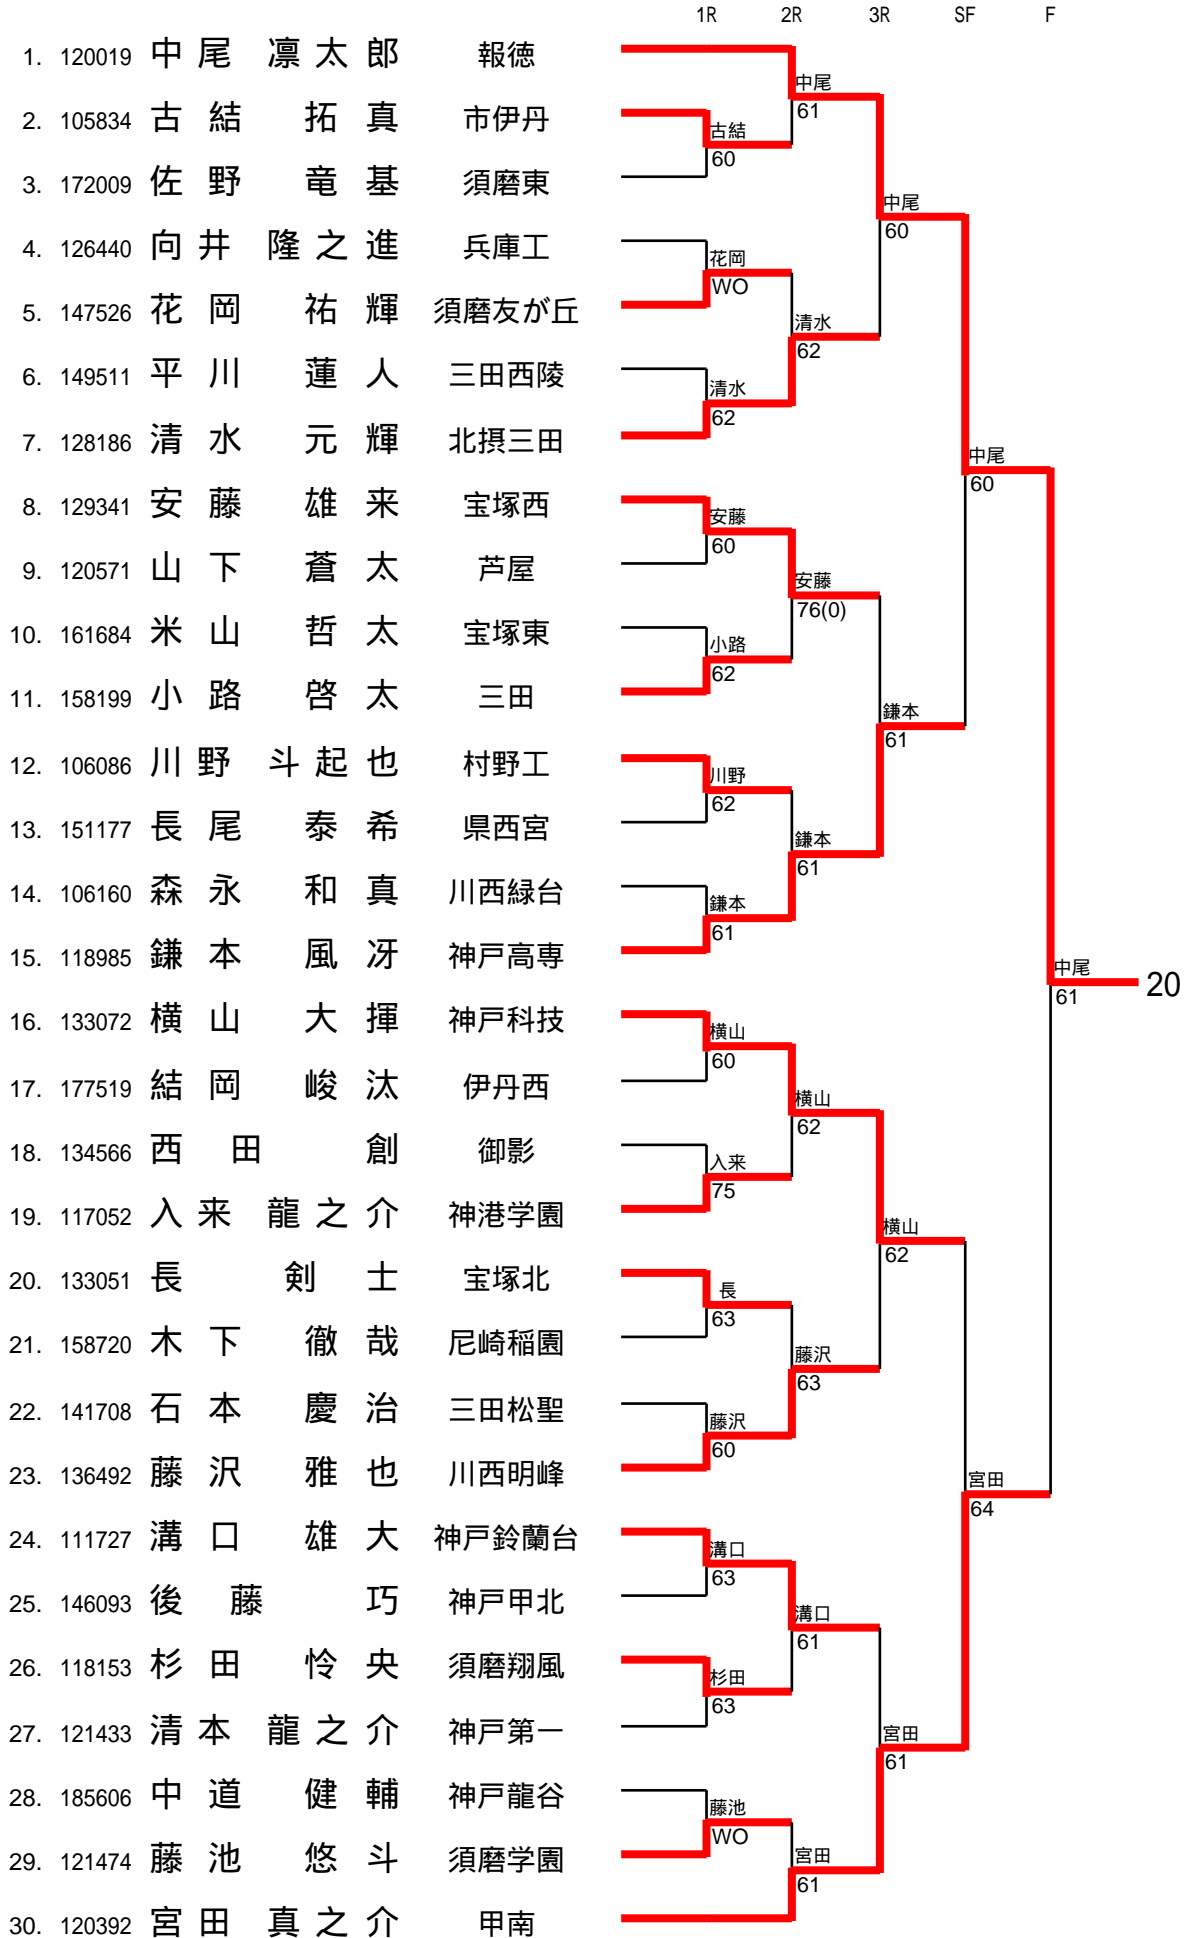 1R 2R 3R SF F
1. 120019 中尾 凛太郎 報徳
中尾
61
2. 105834 古結 拓真 市伊丹
古結
60
3. 172009 佐野 竜基 須磨東
中尾
60
4. 126440 向井 隆之進 兵庫工
花岡
WO
5. 147526 花岡 祐輝 須磨友が丘
清水
62
6. 149511 平川 蓮人 三田西陵
清水
62
7. 128186 清水 元輝 北摂三田
中尾
60
8. 129341 安藤 雄来 宝塚西
安藤
60
9. 120571 山下 蒼太 芦屋
安藤
76(0)
10. 161684 米山 哲太 宝塚東
小路
62
11. 158199 小路 啓太 三田
鎌本
61
12. 106086 川野 斗起也 村野工
川野
62
13. 151177 長尾 泰希 県西宮
鎌本
61
14. 106160 森永 和真 川西緑台
鎌本
61
15. 118985 鎌本 風冴 神戸高専
中尾
61
20
16. 133072 横山 大揮 神戸科技
横山
60
17. 177519 結岡 峻汰 伊丹西
横山
62
18. 134566 西田 創 御影
入来
75
19. 117052 入来 龍之介 神港学園
横山
62
20. 133051 長 剣士 宝塚北
長
63
21. 158720 木下 徹哉 尼崎稲園
藤沢
63
22. 141708 石本 慶治 三田松聖
藤沢
60
23. 136492 藤沢 雅也 川西明峰
宮田
64
24. 111727 溝口 雄大 神戸鈴蘭台
溝口
63
25. 146093 後藤 巧 神戸甲北
溝口
61
26. 118153 杉田 怜央 須磨翔風
杉田
63
27. 121433 清本 龍之介 神戸第一
宮田
61
28. 185606 中道 健輔 神戸龍谷
藤池
WO
29. 121474 藤池 悠斗 須磨学園
宮田
61
30. 120392 宮田 真之介 甲南